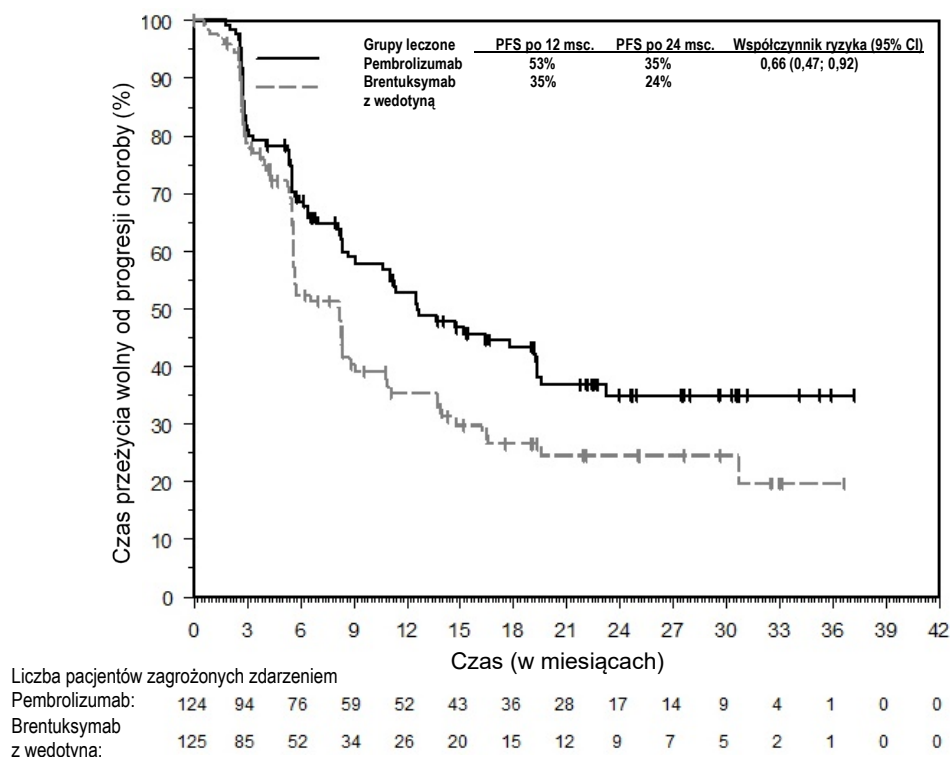 Grupy leczone PFS po 12 msc. PFS po 24 msc. Współczynnik ryzyka (95% CI)
Pembrolizumab 53% 35% 0,66 (0,47; 0,92)
Brentuksymab 35% 24%
z wedotyną
Czas przeżycia wolny od progresji choroby (%)
100
90
80
70
60
50
40
30
20
10
0
0 3 6 9 12 15 18 21 24 27 30 33 36 39 42
Czas (w miesiącach)
Liczba pacjentów zagrożonych zdarzeniem
Pembrolizumab: 124 94 76 59 52 43 36 28 17 14 9 4 1 0 0
Brentuksymab
z wedotyna: 125 85 52 34 26 20 15 12 9 7 5 2 1 0 0